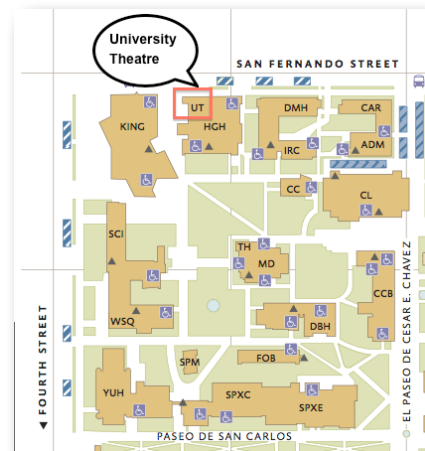 University
Theatre
SAN FERNANDO STREET
UT
DMH
CAR
KING
HGH
IRC
ADM
CC
CL
SCI
TH
MD
CCB
WSQ
DBH
SPM
FOB
YUH
SPXC
SPXE
PASEO DE SAN CARLOS
FOURTH STREET
EL PASEO DE CESAR E. CHAVEZ